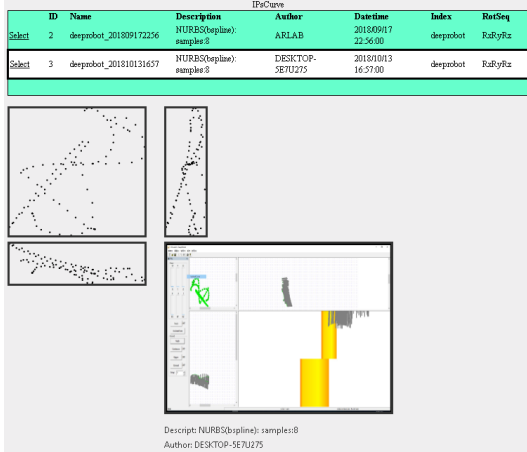 IPsCurve
ID Name Description Author Datetime Index RotSeq
Select 2 deeprobot_201809172256 NURBS(bspline): samples:8 ARLAB 2018/09/17 22:56:00 deeprobot RxRyRx
Select 3 deeprobot_201810131657 NURBS(bspline): samples:8 DESKTOP-5E7U275 2018/10/13 16:57:00 deeprobot RxRyRz
Descript: NURBS(bspline): samples:8
Author: DESKTOP-5E7U275